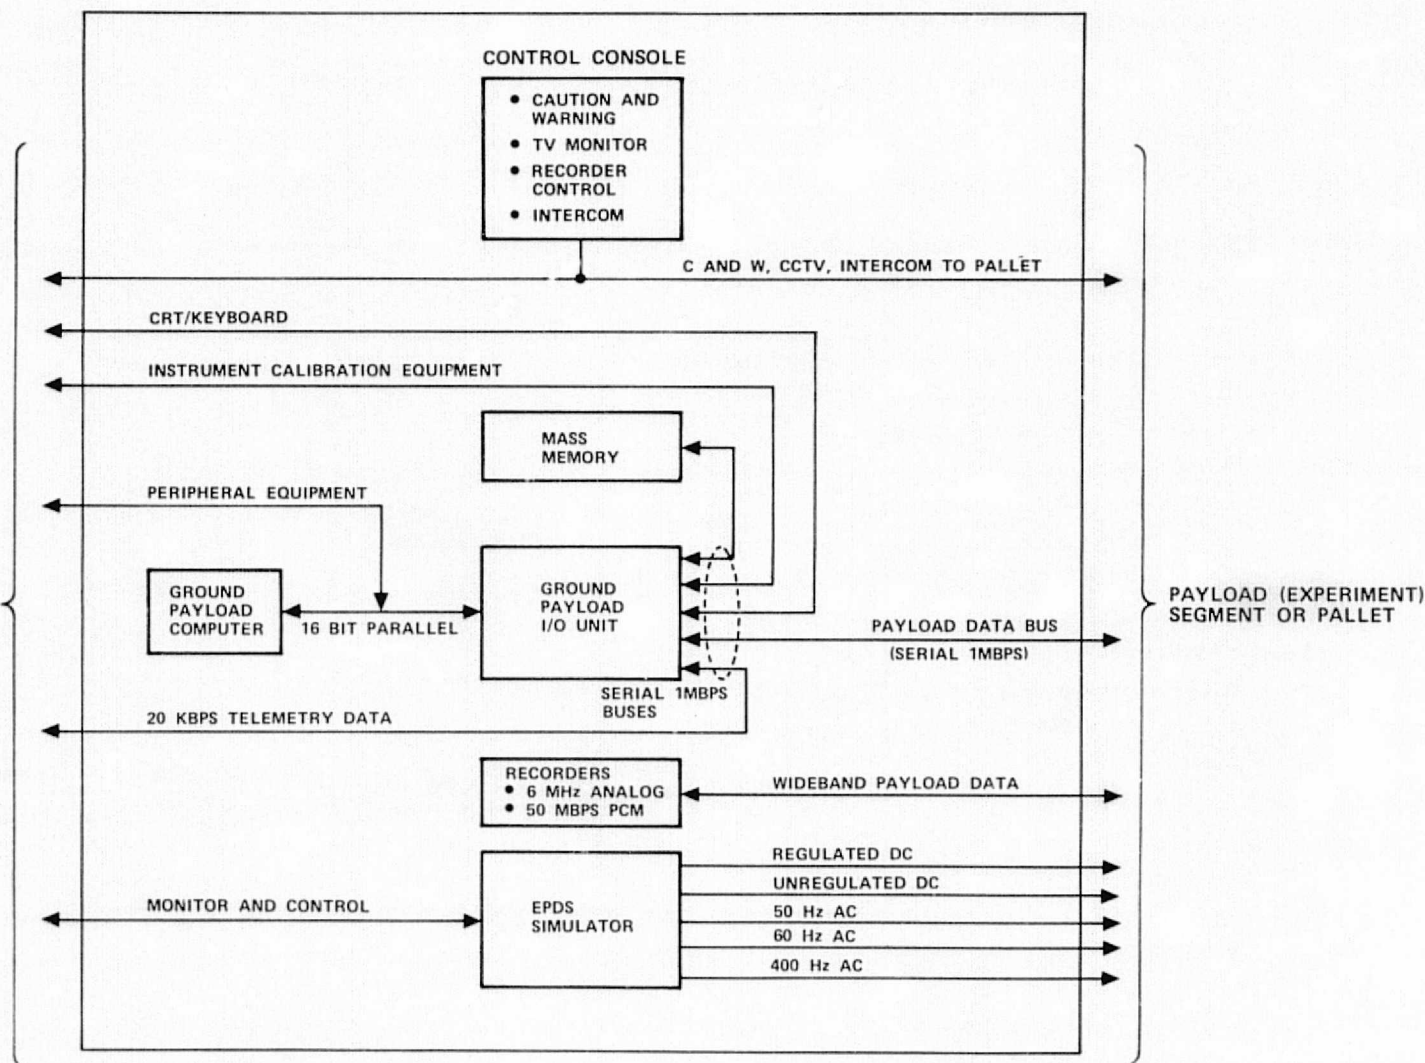 CONTROL CONSOLE
• CAUTION AND
WARNING
• TV MONITOR
• RECORDER
CONTROL
• INTERCOM
C AND W, CCTV, INTERCOM TO PALLET
CRT/KEYBOARD
INSTRUMENT CALIBRATION EQUIPMENT
MASS
MEMORY
PERIPHERAL EQUIPMENT
GROUND
PAYLOAD
COMPUTER
16 BIT PARALLEL
GROUND
PAYLOAD
I/O UNIT
PAYLOAD DATA BUS
(SERIAL 1MBPS)
SERIAL 1MBPS
BUSES
PAYLOAD (EXPERIMENT)
SEGMENT OR PALLET
20 KBPS TELEMETRY DATA
RECORDERS
• 6 MHz ANALOG
• 50 MBPS PCM
WIDEBAND PAYLOAD DATA
MONITOR AND CONTROL
EPDS
SIMULATOR
REGULATED DC
UNREGULATED DC
50 Hz AC
60 Hz AC
400 Hz AC